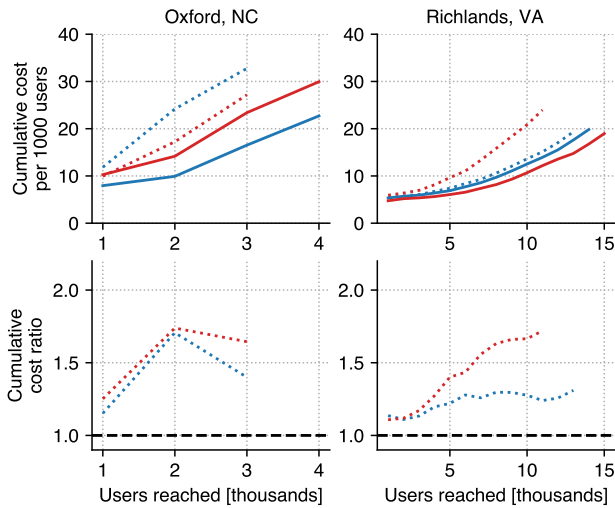 Oxford, NC
Richlands, VA
Cumulative cost
per 1000 users
40
30
20
10
0
1 2 3 4
40
30
20
10
0
5 10 15
Cumulative
cost ratio
2.0
1.5
1.0
1 2 3 4
Users reached [thousands]
2.0
1.5
1.0
5 10 15
Users reached [thousands]